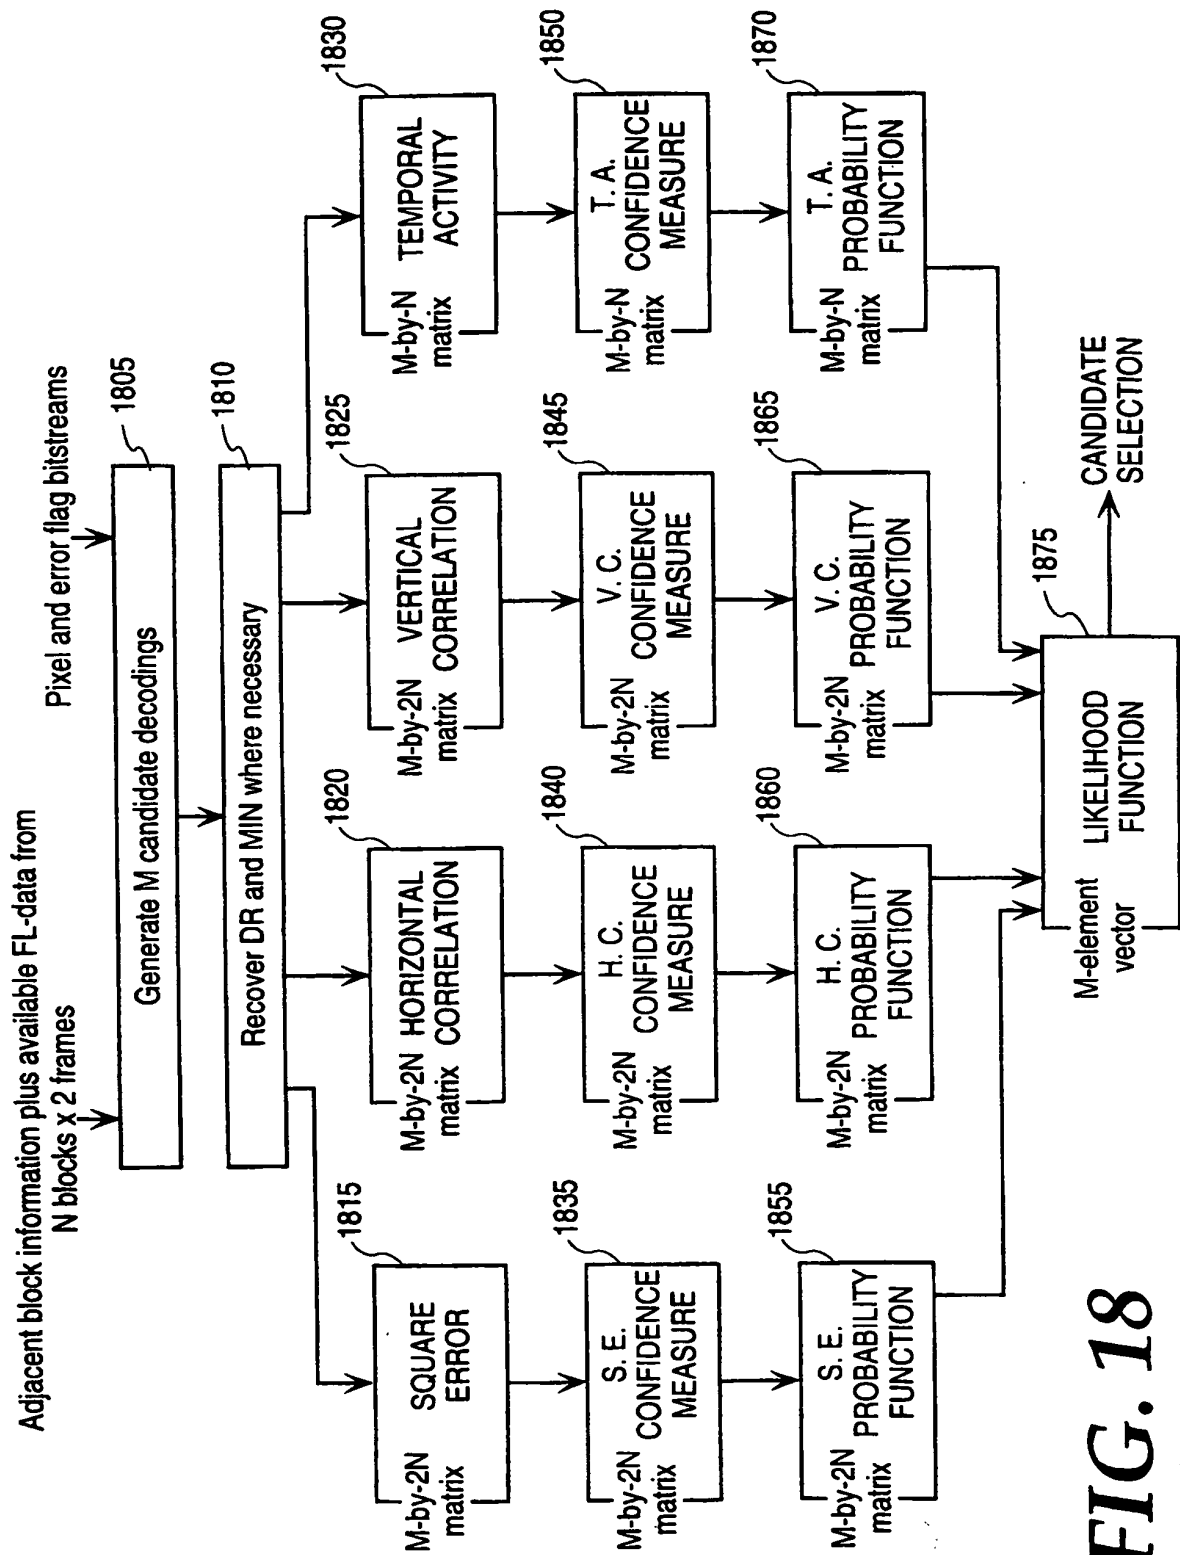 Adjacent block information plus available FL-data from
N blocks x 2 frames
Pixel and error flag bitstreams
1805
Generate M candidate decodings
1810
Recover DR and MIN where necessary
1815
M-by-2N
matrix
SQUARE
ERROR
1820
M-by-2N
matrix
HORIZONTAL
CORRELATION
1825
M-by-2N
matrix
VERTICAL
CORRELATION
1830
M-by-N
matrix
TEMPORAL
ACTIVITY
1835
M-by-2N
matrix
S. E.
CONFIDENCE
MEASURE
1840
M-by-2N
matrix
H. C.
CONFIDENCE
MEASURE
1845
M-by-2N
matrix
V. C.
CONFIDENCE
MEASURE
1850
M-by-N
matrix
T. A.
CONFIDENCE
MEASURE
1855
M-by-2N
matrix
S. E.
PROBABILITY
FUNCTION
1860
M-by-2N
matrix
H. C.
PROBABILITY
FUNCTION
1865
M-by-2N
matrix
V. C.
PROBABILITY
FUNCTION
1870
M-by-N
matrix
T. A.
PROBABILITY
FUNCTION
1875
M-element
vector
LIKELIHOOD
FUNCTION
CANDIDATE
SELECTION
FIG. 18